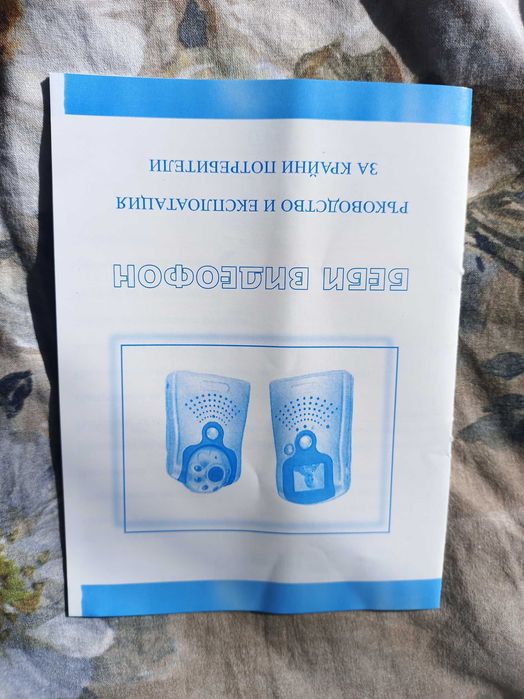 БЕБИ ВИДЕОФОН
РЪКОВОДСТВО И ЕКСПЛОАТАЦИЯ
ЗА КРАЙНИ ПОТРЕБИТЕЛИ